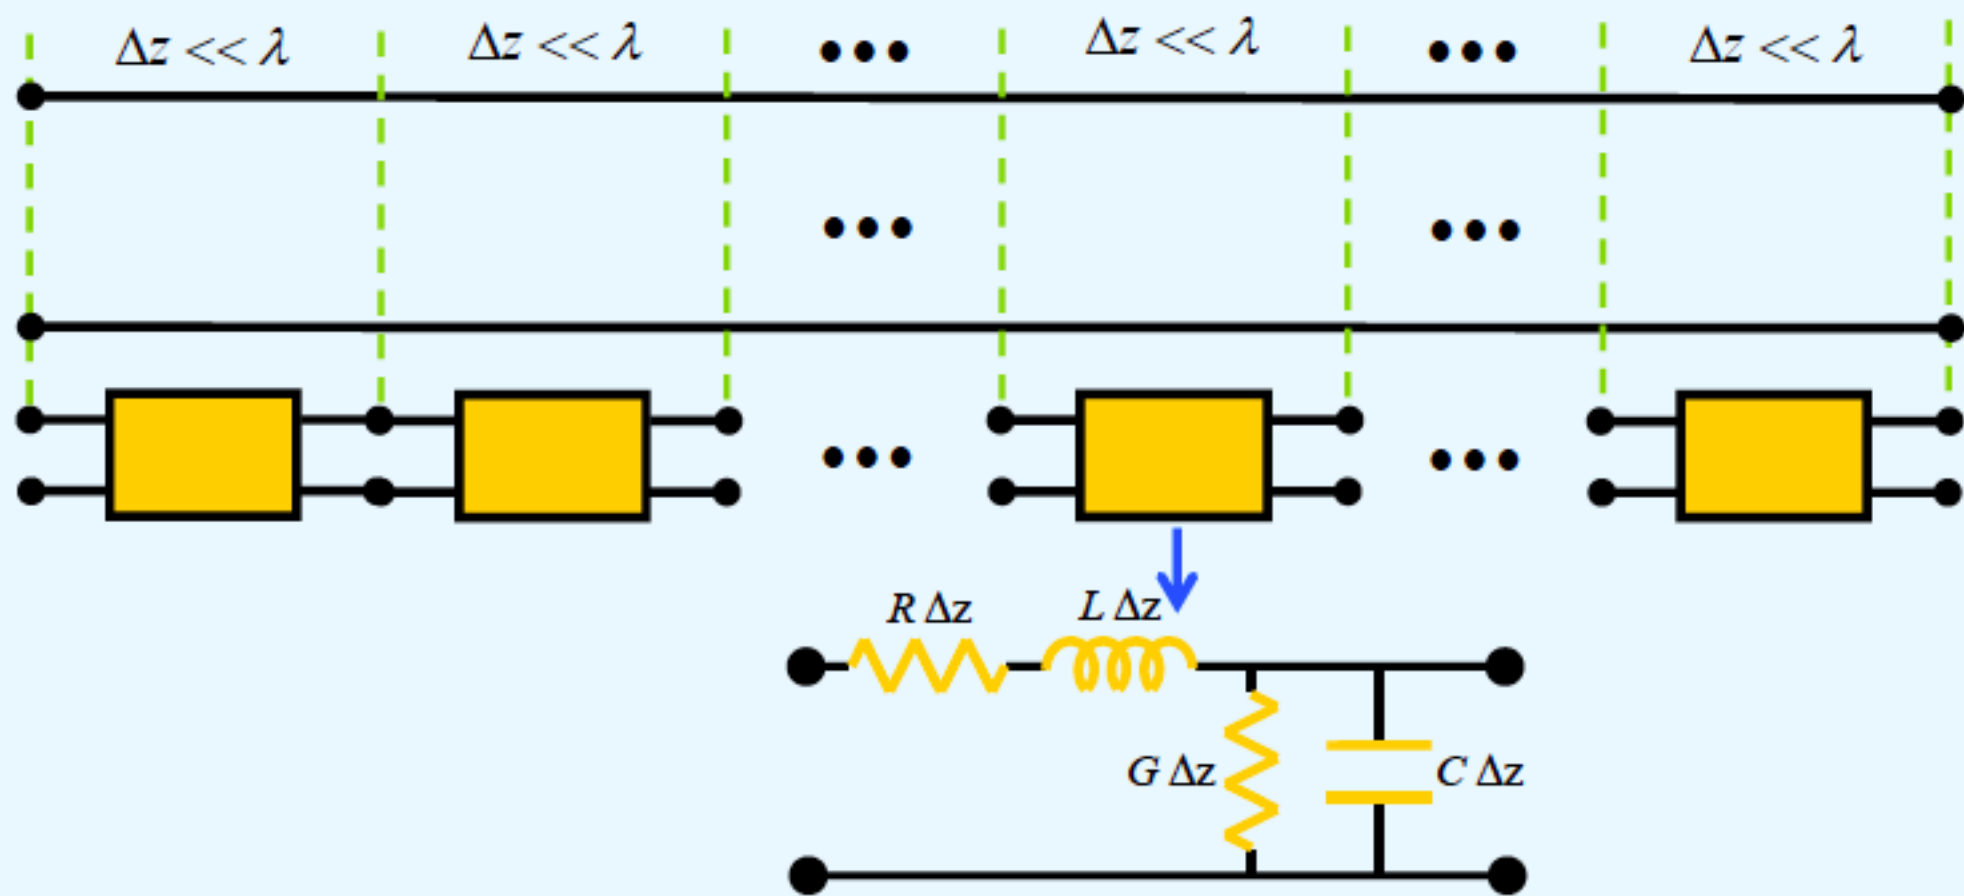 Δz << λ Δz << λ ••• Δz << λ ••• Δz << λ
••• •••
••• •••
R Δz L Δz
G Δz C Δz